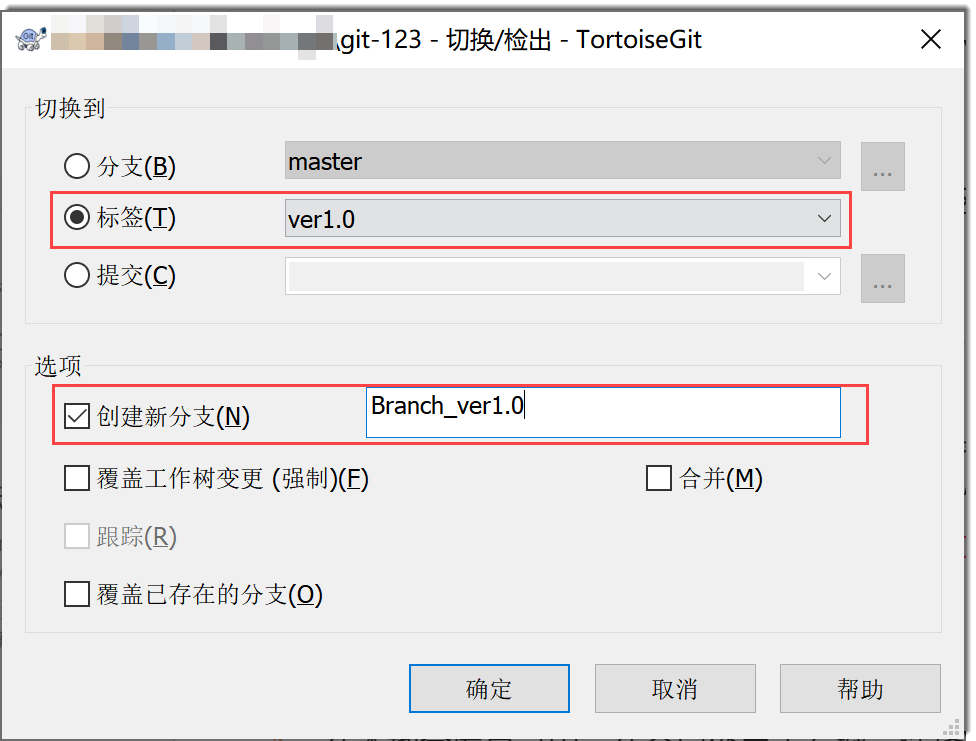 \git-123 - 切换/检出 - TortoiseGit
切换到
分支(B)
master
...
标签(T)
ver1.0
提交(C)
...
选项
创建新分支(N)
Branch_ver1.0
覆盖工作树变更 (强制)(F)
合并(M)
跟踪(R)
覆盖已存在的分支(O)
确定
取消
帮助